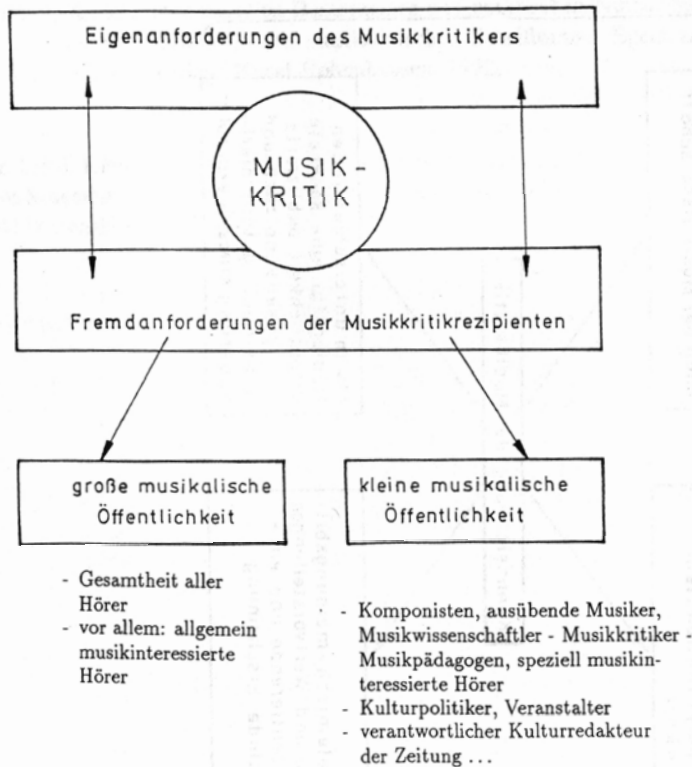 Eigenanforderungen des Musikkritikers
MUSIK-
KRITIK
Fremdanforderungen der Musikkritikrezipienten
große musikalische
Öffentlichkeit
- Gesamtheit aller
Hörer
- vor allem: allgemein
musikinteressierte
Hörer
kleine musikalische
Öffentlichkeit
- Komponisten, ausübende Musiker,
Musikwissenschaftler - Musikkritiker -
Musikpädagogen, speziell musikin-
teressierte Hörer
- Kulturpolitiker, Veranstalter
- verantwortlicher Kulturredakteur
der Zeitung ...